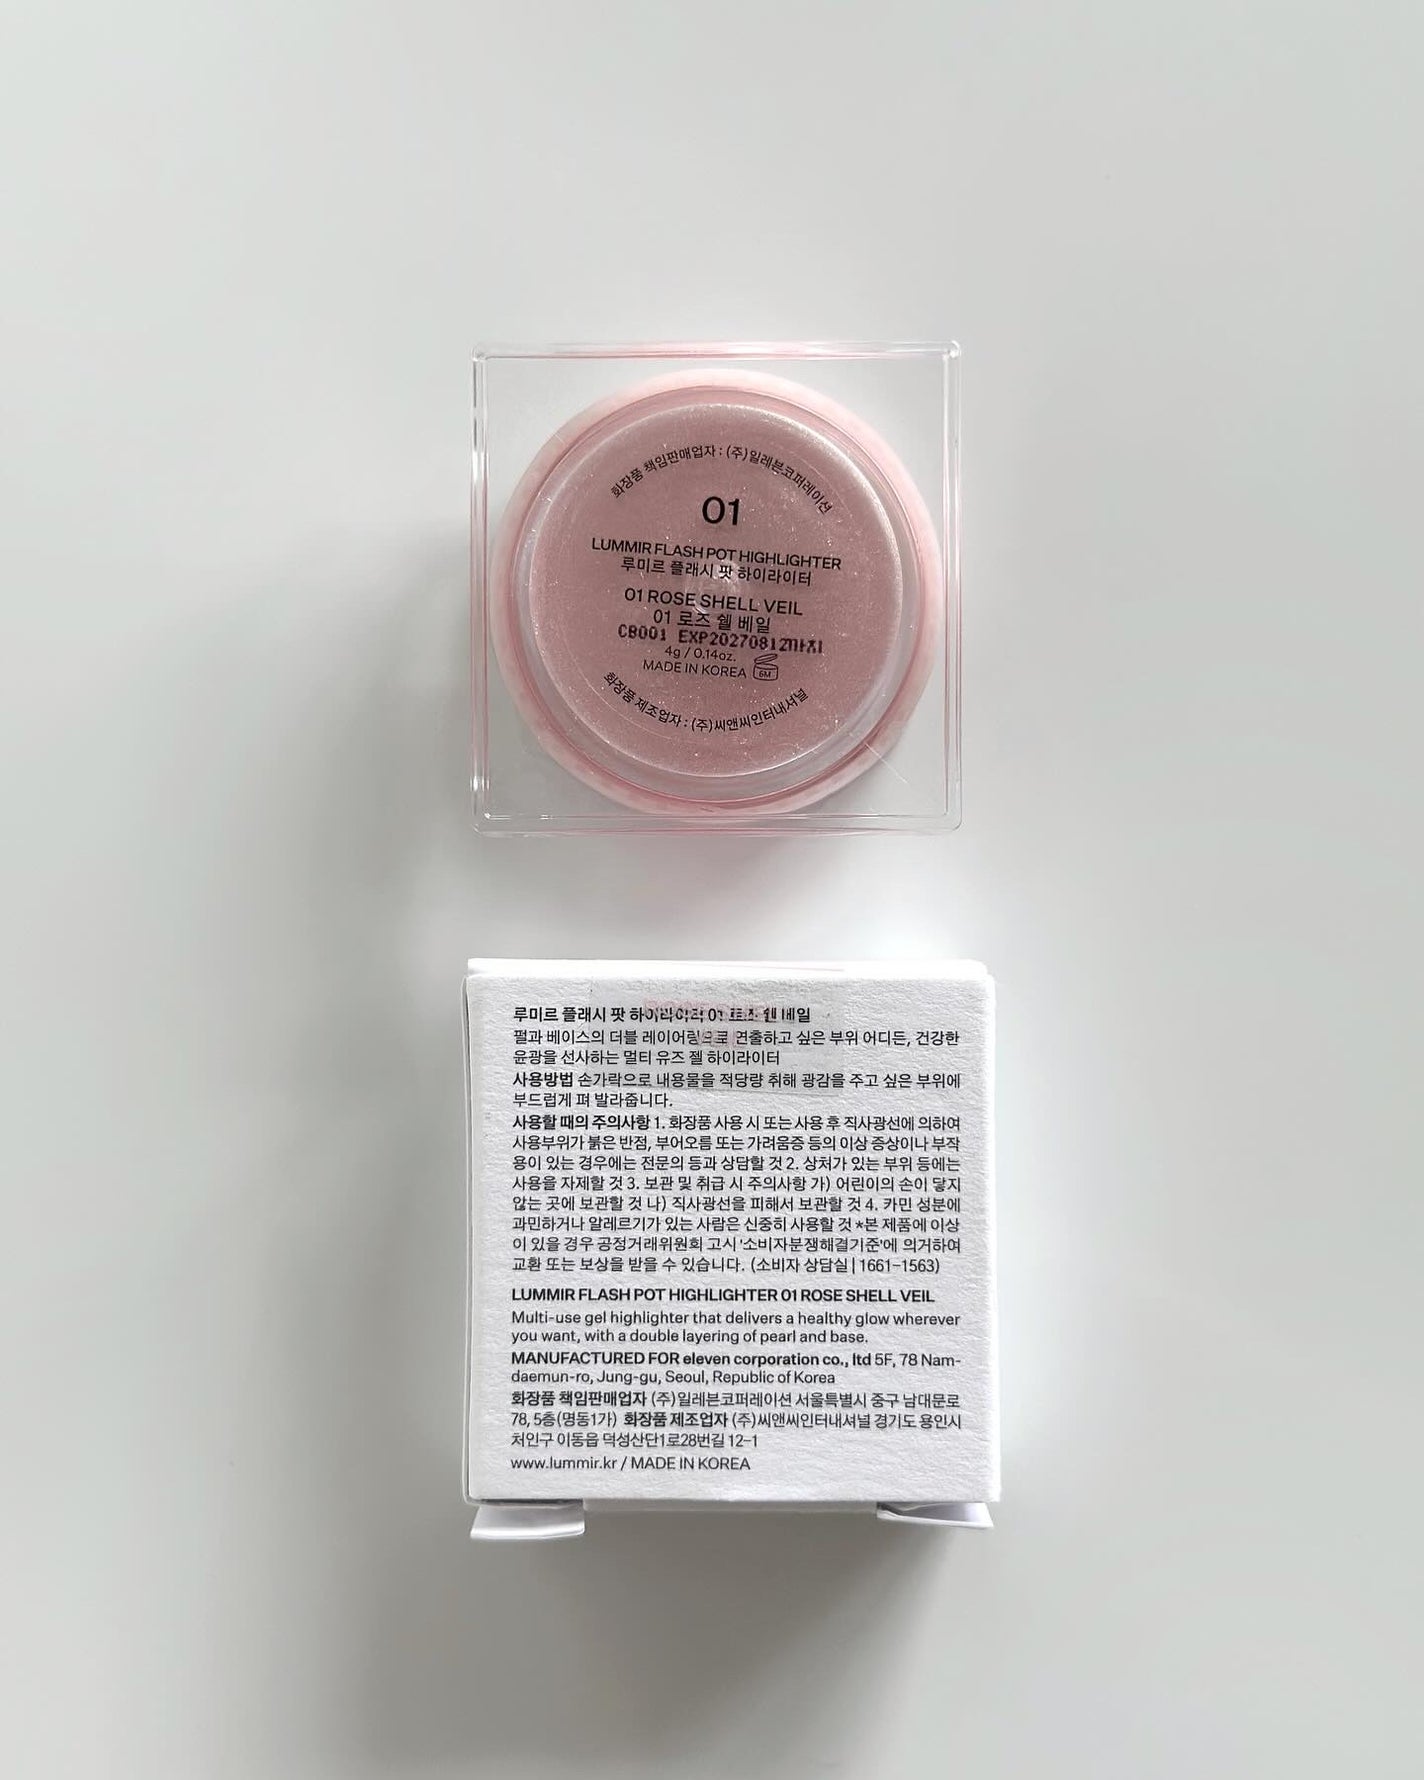 화장품 책임판매업자 : (주)일레븐코퍼레이션
01
LUMMIR FLASH POT HIGHLIGHTER
루미르 플래시 팟 하이라이터
01 ROSE SHELL VEIL
01 로즈 쉘 베일
CB001 EXP20270812까지
4g / 0.14oz.
MADE IN KOREA 6M
화장품 제조업자 : (주)씨앤씨인터내셔널
루미르 플래시 팟 하이라이터 01 로즈 쉘 베일
펄과 베이스의 더블 레이어링으로 연출하고 싶은 부위 어디든, 건강한
윤광을 선사하는 멀티 유즈 젤 하이라이터
사용방법 손가락으로 내용물을 적당량 취해 광감을 주고 싶은 부위에
부드럽게 펴 발라줍니다.
사용할 때의 주의사항 1. 화장품 사용 시 또는 사용 후 직사광선에 의하여
사용부위가 붉은 반점, 부어오름 또는 가려움증 등의 이상 증상이나 부작
용이 있는 경우에는 전문의 등과 상담할 것 2. 상처가 있는 부위 등에는
사용을 자제할 것 3. 보관 및 취급 시 주의사항 가) 어린이의 손이 닿지
않는 곳에 보관할 것 나) 직사광선을 피해서 보관할 것 4. 카민 성분에
과민하거나 알레르기가 있는 사람은 신중히 사용할 것 *본 제품에 이상
이 있을 경우 공정거래위원회 고시 '소비자분쟁해결기준'에 의거하여
교환 또는 보상을 받을 수 있습니다. (소비자 상담실 | 1661-1563)
LUMMIR FLASH POT HIGHLIGHTER 01 ROSE SHELL VEIL
Multi-use gel highlighter that delivers a healthy glow wherever
you want, with a double layering of pearl and base.
MANUFACTURED FOR eleven corporation co., ltd 5F, 78 Nam-
daemun-ro, Jung-gu, Seoul, Republic of Korea
화장품 책임판매업자 (주)일레븐코퍼레이션 서울특별시 중구 남대문로
78, 5층(명동1가) 화장품 제조업자 (주)씨앤씨인터내셔널 경기도 용인시
처인구 이동읍 덕성산단1로28번길 12-1
www.lummir.kr / MADE IN KOREA